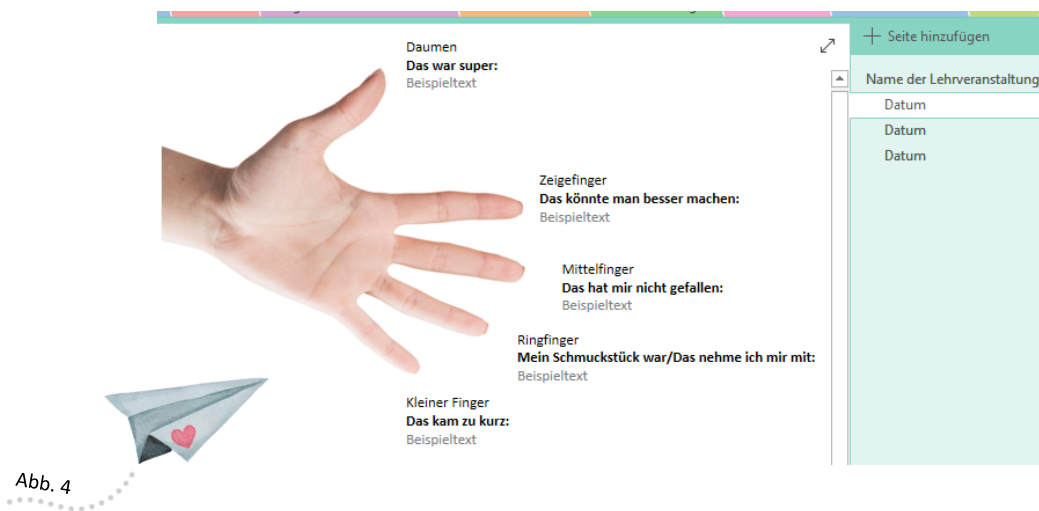 Daumen
Das war super:
Beispieltext
Zeigefinger
Das könnte man besser machen:
Beispieltext
Mittelfinger
Das hat mir nicht gefallen:
Beispieltext
Ringfinger
Mein Schmuckstück war/Das nehme ich mir mit:
Beispieltext
Kleiner Finger
Das kam zu kurz:
Beispieltext
Seite hinzufügen
Name der Lehrveranstaltung
Datum
Datum
Datum
Abb. 4